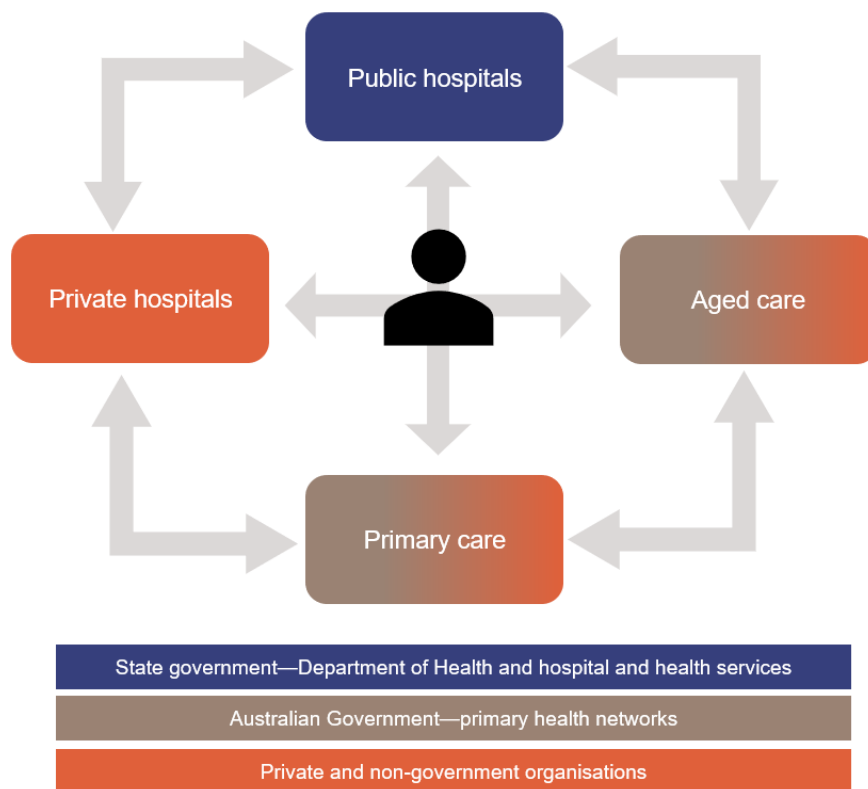 Public hospitals
Private hospitals
Aged care
Primary care
State government—Department of Health and hospital and health services
Australian Government—primary health networks
Private and non-government organisations